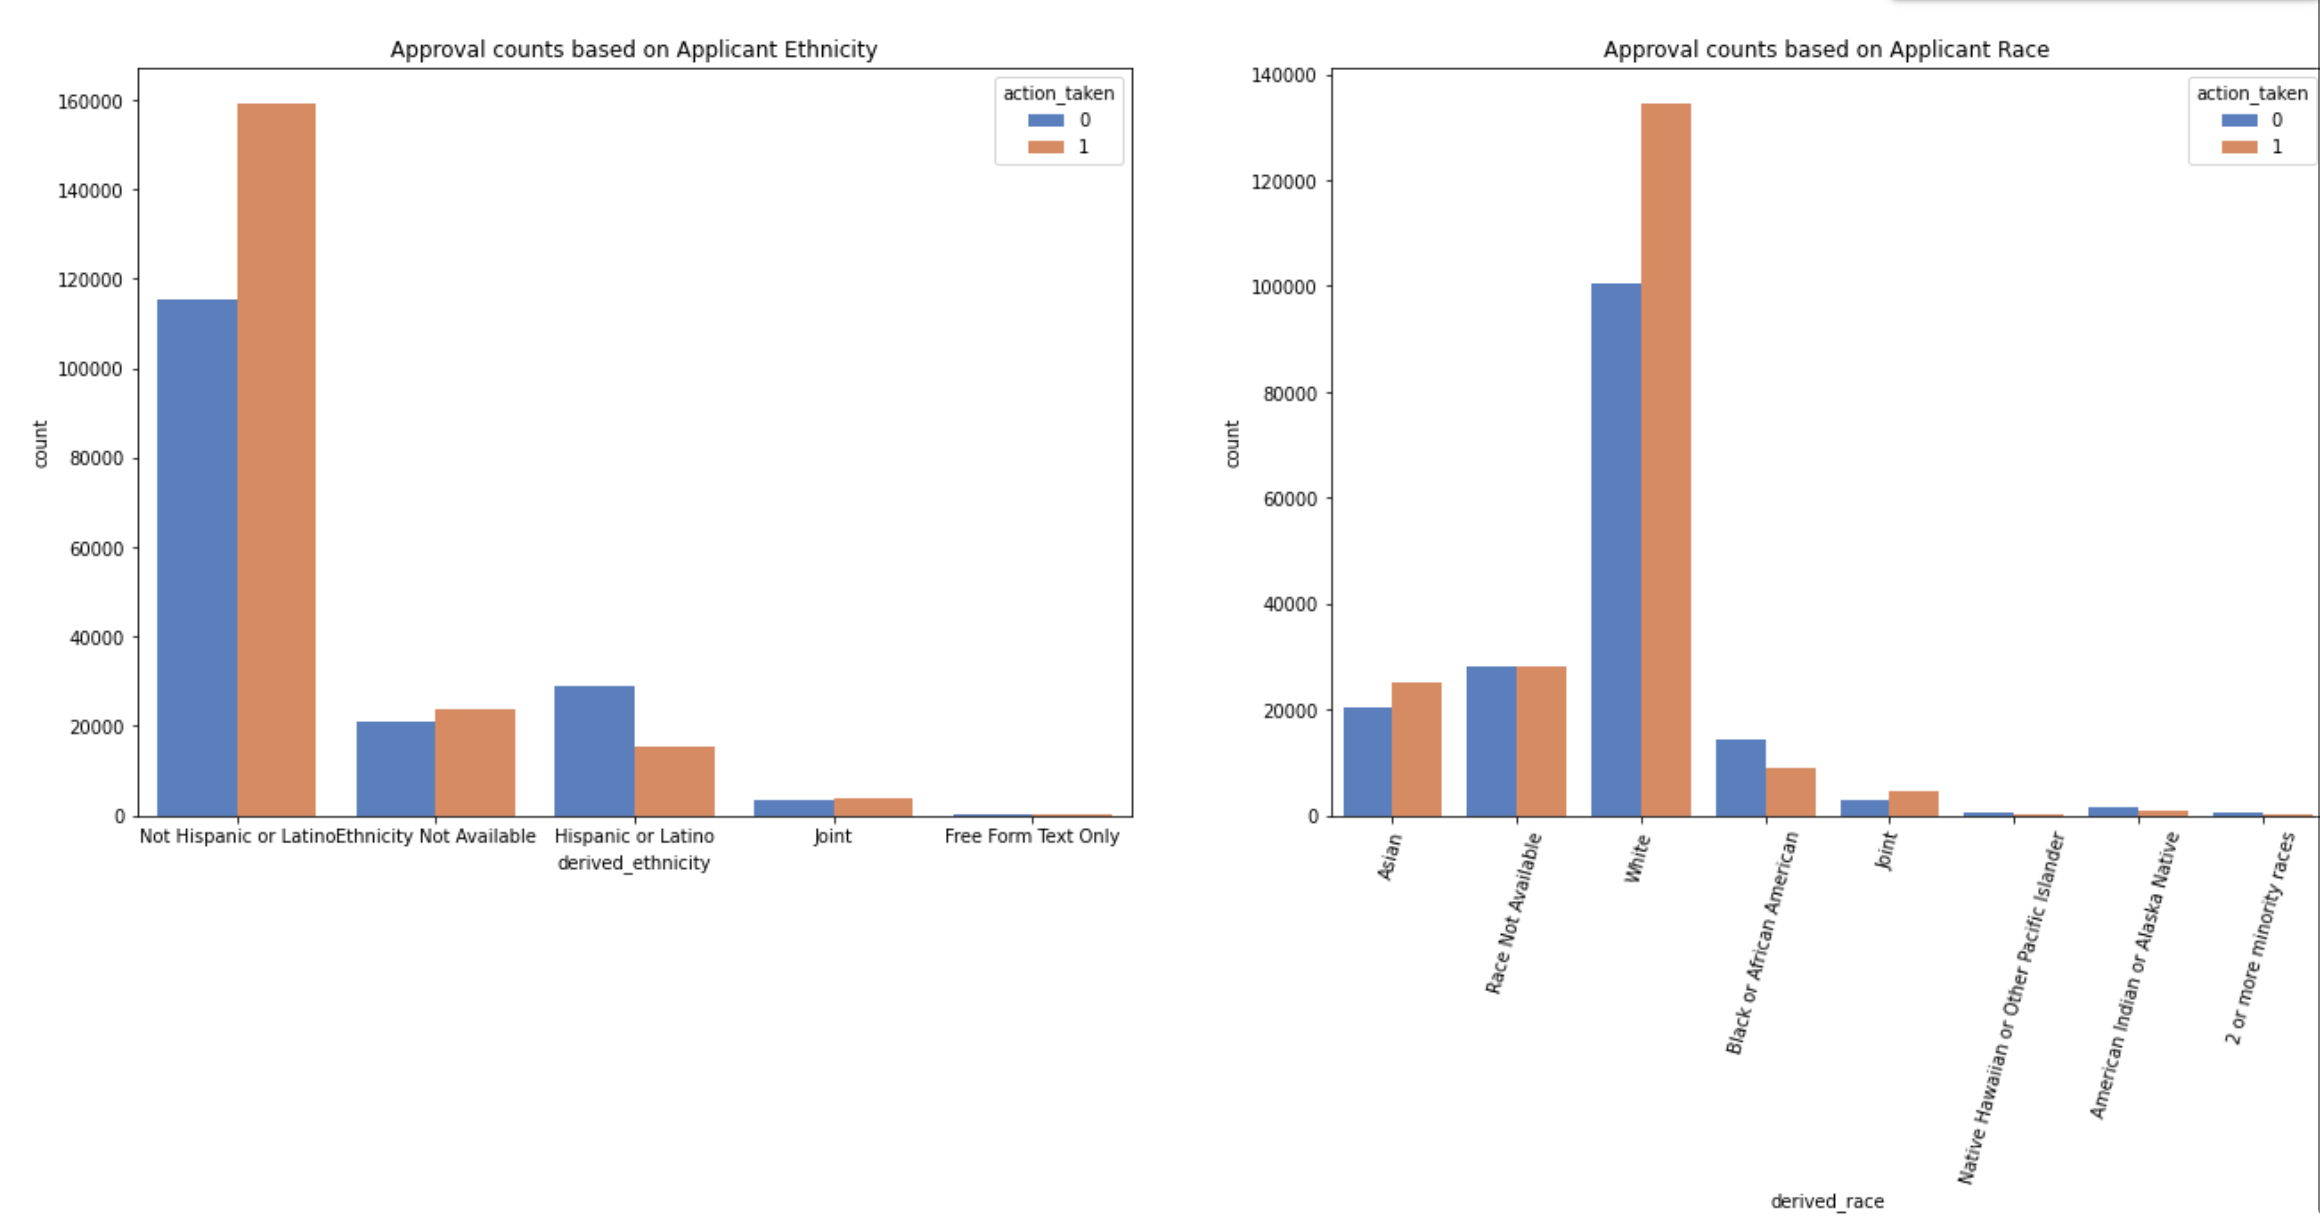 Approval counts based on Applicant Ethnicity
action_taken
0
1
160000
140000
120000
100000
80000
60000
40000
20000
0
count
Not Hispanic or Latino
Ethnicity Not Available
Hispanic or Latino
Joint
Free Form Text Only
derived_ethnicity
Approval counts based on Applicant Race
action_taken
0
1
140000
120000
100000
80000
60000
40000
20000
0
count
Asian
Race Not Available
White
Black or African American
Joint
Native Hawaiian or Other Pacific Islander
American Indian or Alaska Native
2 or more minority races
derived_race